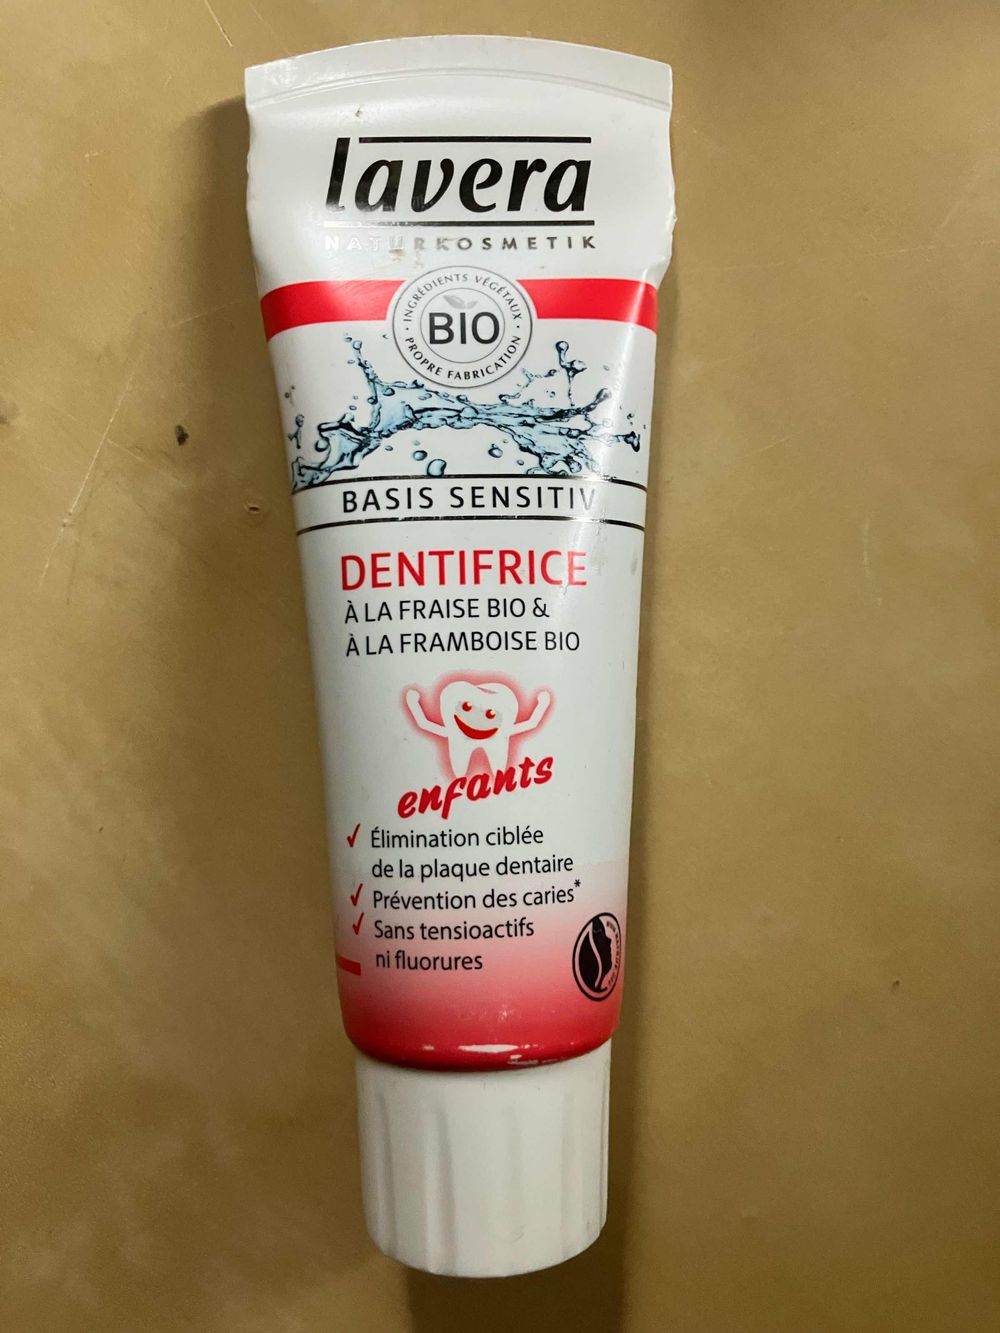 lavera
NATURKOSMETIK
INGRÉDIENTS VÉGÉTAUX
BIO
PROPRE FABRICATION
BASIS SENSITIV
DENTIFRICE
À LA FRAISE BIO &
À LA FRAMBOISE BIO
enfants
✓ Élimination ciblée
de la plaque dentaire
✓ Prévention des caries*
✓ Sans tensioactifs
ni fluorures